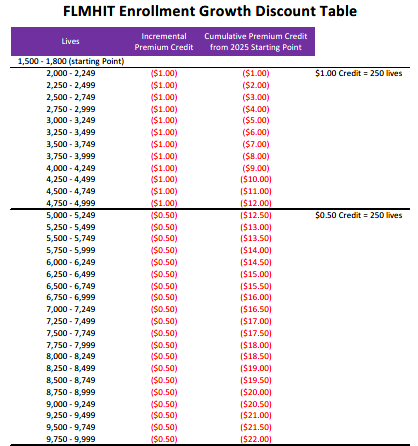 FLMHIT Enrollment Growth Discount Table
Lives Incremental Premium Credit Cumulative Premium Credit from 2025 Starting Point
1,500 - 1,800 (starting Point)
2,000 - 2,249 ($1.00) ($1.00) $1.00 Credit = 250 lives
2,250 - 2,499 ($1.00) ($2.00)
2,500 - 2,749 ($1.00) ($3.00)
2,750 - 2,999 ($1.00) ($4.00)
3,000 - 3,249 ($1.00) ($5.00)
3,250 - 3,499 ($1.00) ($6.00)
3,500 - 3,749 ($1.00) ($7.00)
3,750 - 3,999 ($1.00) ($8.00)
4,000 - 4,249 ($1.00) ($9.00)
4,250 - 4,499 ($1.00) ($10.00)
4,500 - 4,749 ($1.00) ($11.00)
4,750 - 4,999 ($1.00) ($12.00)
5,000 - 5,249 ($0.50) ($12.50) $0.50 Credit = 250 lives
5,250 - 5,499 ($0.50) ($13.00)
5,500 - 5,749 ($0.50) ($13.50)
5,750 - 5,999 ($0.50) ($14.00)
6,000 - 6,249 ($0.50) ($14.50)
6,250 - 6,499 ($0.50) ($15.00)
6,500 - 6,749 ($0.50) ($15.50)
6,750 - 6,999 ($0.50) ($16.00)
7,000 - 7,249 ($0.50) ($16.50)
7,250 - 7,499 ($0.50) ($17.00)
7,500 - 7,749 ($0.50) ($17.50)
7,750 - 7,999 ($0.50) ($18.00)
8,000 - 8,249 ($0.50) ($18.50)
8,250 - 8,499 ($0.50) ($19.00)
8,500 - 8,749 ($0.50) ($19.50)
8,750 - 8,999 ($0.50) ($20.00)
9,000 - 9,249 ($0.50) ($20.50)
9,250 - 9,499 ($0.50) ($21.00)
9,500 - 9,749 ($0.50) ($21.50)
9,750 - 9,999 ($0.50) ($22.00)